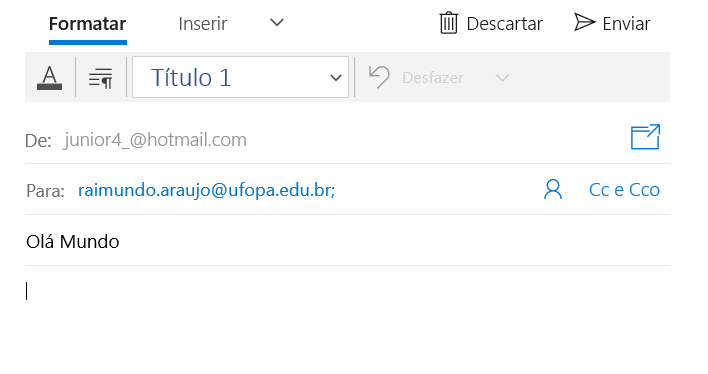 Formatar Inserir Descartar Enviar
A Título 1 Desfazer
De: junior4_@hotmail.com
Para: raimundo.araujo@ufopa.edu.br; Cc e Cco
Olá Mundo